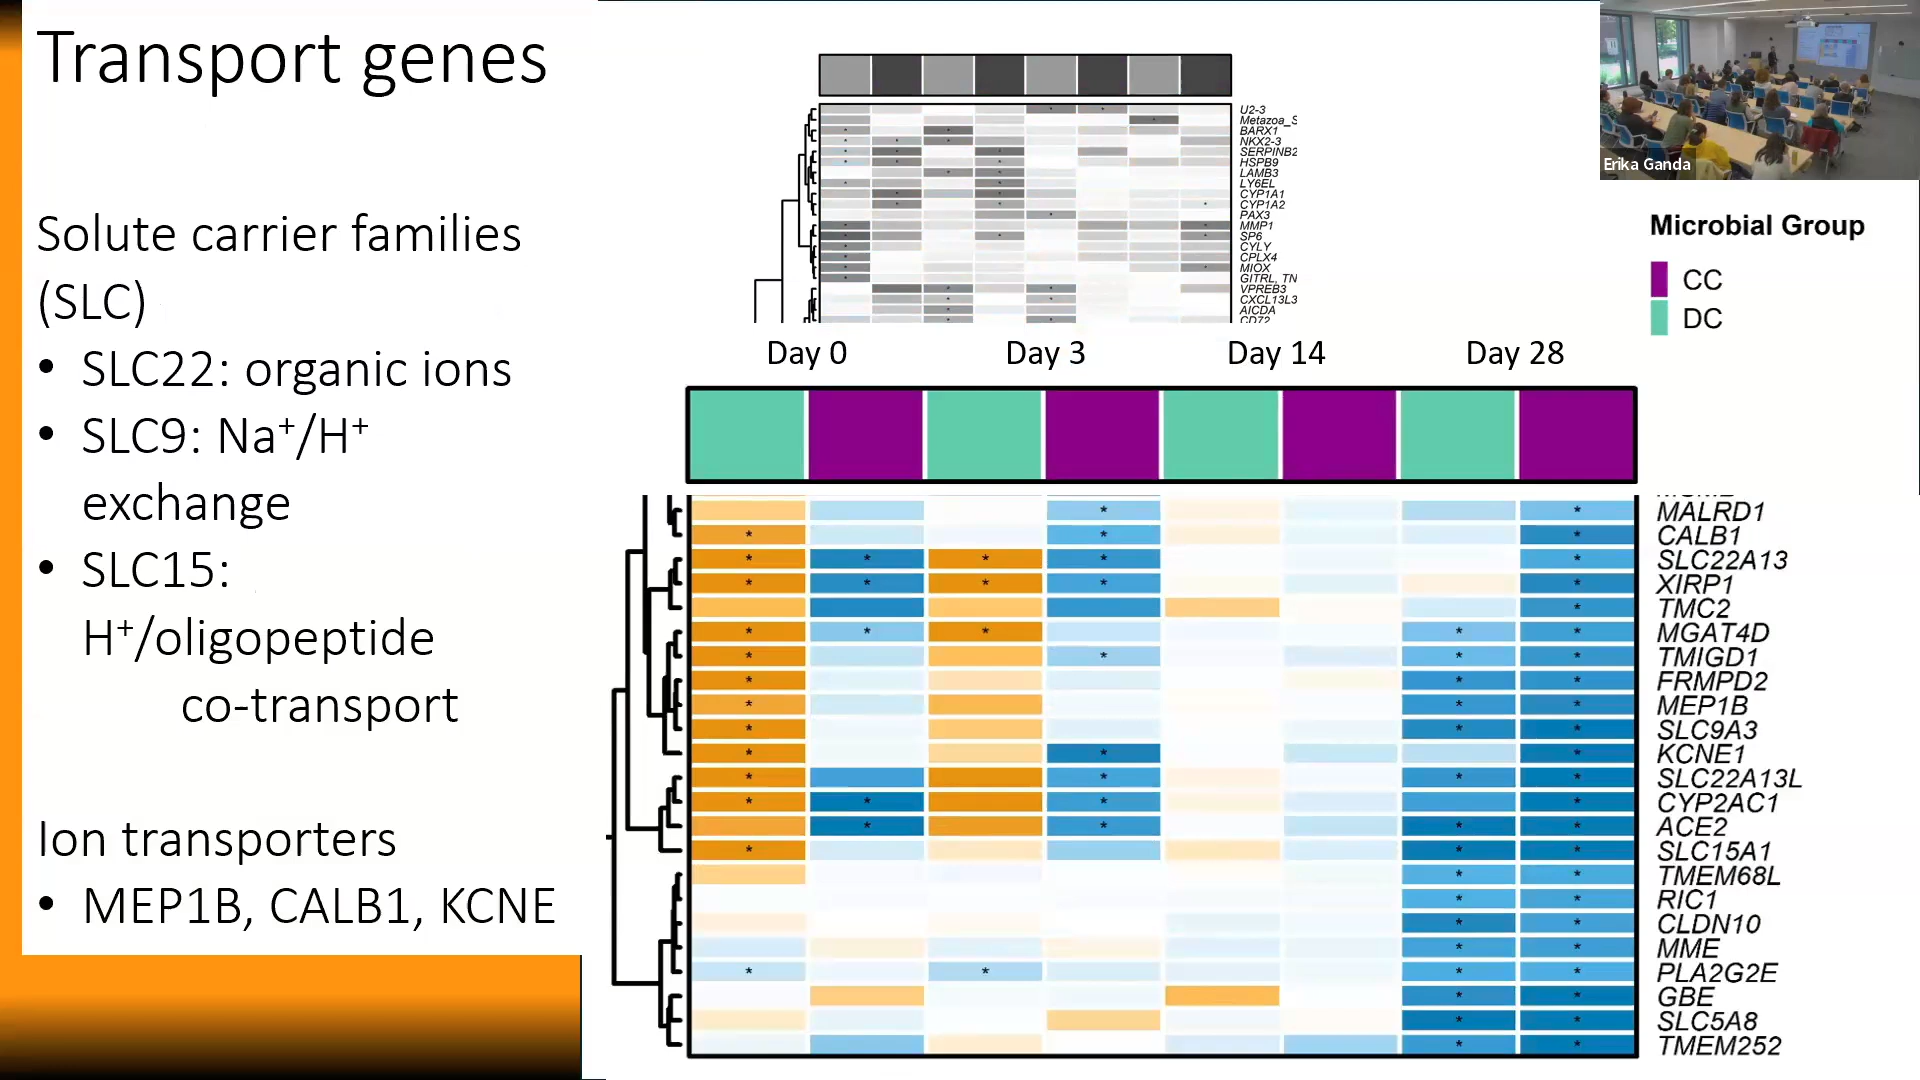 Transport genes
Solute carrier families
(SLC)
• SLC22: organic ions
• SLC9: Na⁺/H⁺
exchange
• SLC15:
H⁺/oligopeptide
co-transport
Ion transporters
• MEP1B, CALB1, KCNE
U2-3
Metazoa_S
BARX1
NKX2-3
SERPINB2
HSPB9
LAMB3
LY6EL
CYP1A1
CYP1A2
PAX3
MMP1
SP6
CYLY
CPLX4
MIOX
GITRL, TN
VPREB3
CXCL13L3
AICDA
CD72
Erika Ganda
Microbial Group
CC
DC
Day 0 Day 3 Day 14 Day 28
MALRD1
CALB1
SLC22A13
XIRP1
TMC2
MGAT4D
TMIGD1
FRMPD2
MEP1B
SLC9A3
KCNE1
SLC22A13L
CYP2AC1
ACE2
SLC15A1
TMEM68L
RIC1
CLDN10
MME
PLA2G2E
GBE
SLC5A8
TMEM252